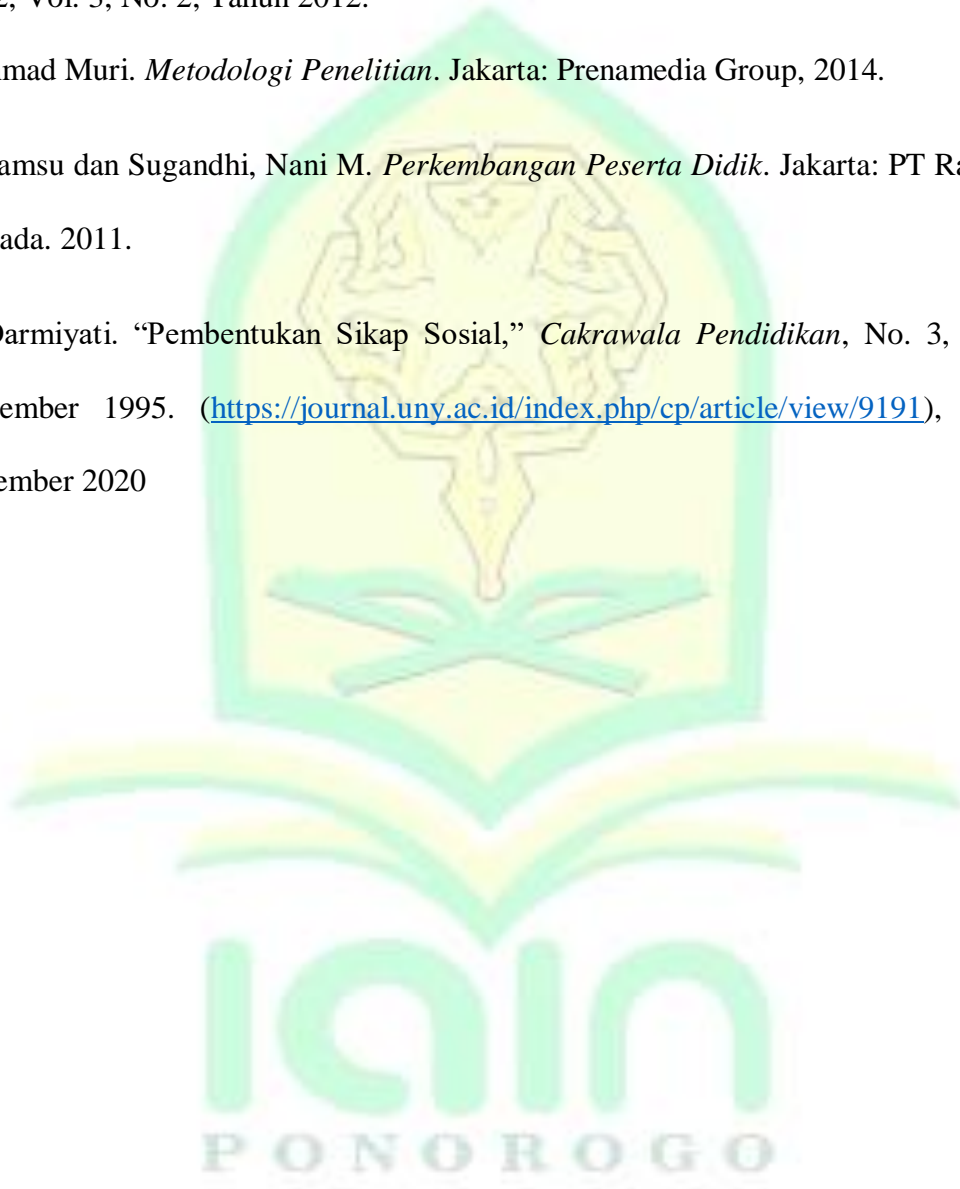 2, Vol. 3, No. 2, Tahun 2012.
mad Muri. Metodologi Penelitian. Jakarta: Prenamedia Group, 2014.
amsu dan Sugandhi, Nani M. Perkembangan Peserta Didik. Jakarta: PT Ra
ada. 2011.
Darmiyati. “Pembentukan Sikap Sosial,” Cakrawala Pendidikan, No. 3,
ember 1995. (https://journal.uny.ac.id/index.php/cp/article/view/9191),
ember 2020
iain
PONOROGO